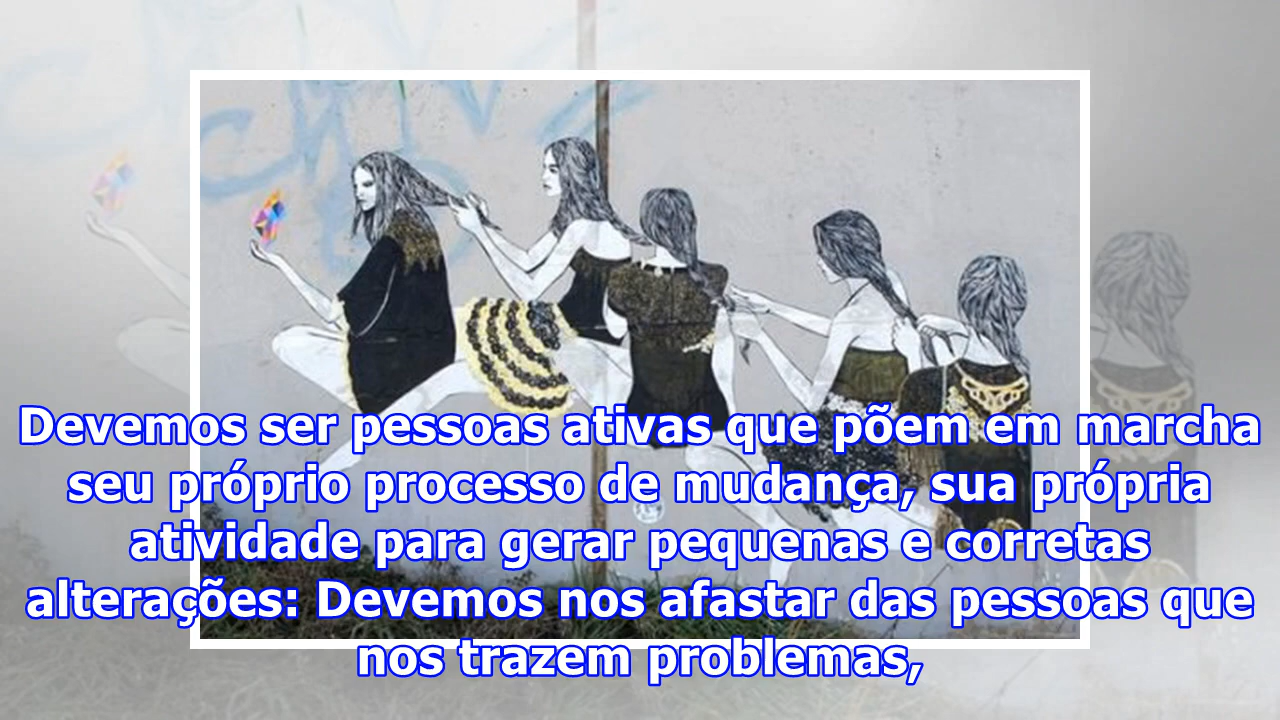 Devemos ser pessoas ativas que põem em marcha
seu próprio processo de mudança, sua própria
atividade para gerar pequenas e corretas
alterações: Devemos nos afastar das pessoas que
nos trazem problemas,